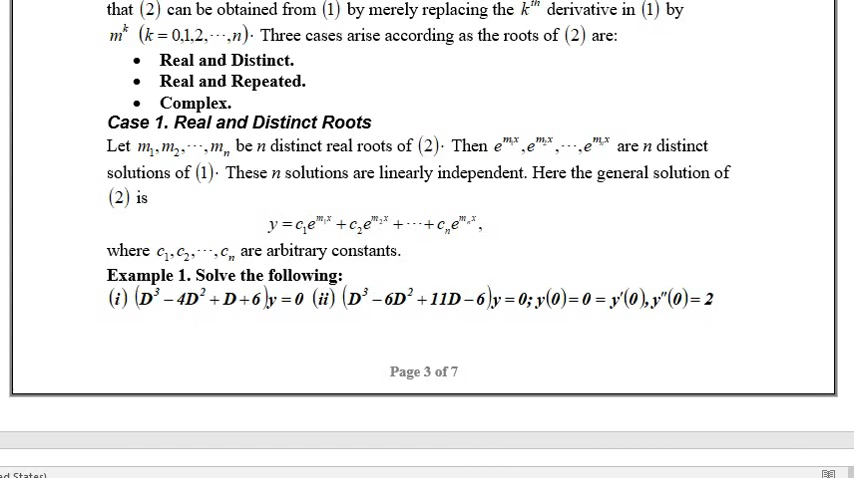 that (2) can be obtained from (1) by merely replacing the kᵗʰ derivative in (1) by
mᵏ (k = 0,1,2,⋯,n)· Three cases arise according as the roots of (2) are:
• Real and Distinct.
• Real and Repeated.
• Complex.
Case 1. Real and Distinct Roots
Let m₁,m₂,⋯,mₙ be n distinct real roots of (2)· Then e^{m₁x},e^{m₂x},⋯,e^{mₙx} are n distinct
solutions of (1)· These n solutions are linearly independent. Here the general solution of
(2) is
y = c₁e^{m₁x} + c₂e^{m₂x} + ⋯ + cₙe^{mₙx},
where c₁,c₂,⋯,cₙ are arbitrary constants.
Example 1. Solve the following:
(i) (D³ – 4D² + D + 6)y = 0 (ii) (D³ – 6D² + 11D – 6)y = 0; y(0) = 0 = y'(0), y"(0) = 2
Page 3 of 7
ed States)